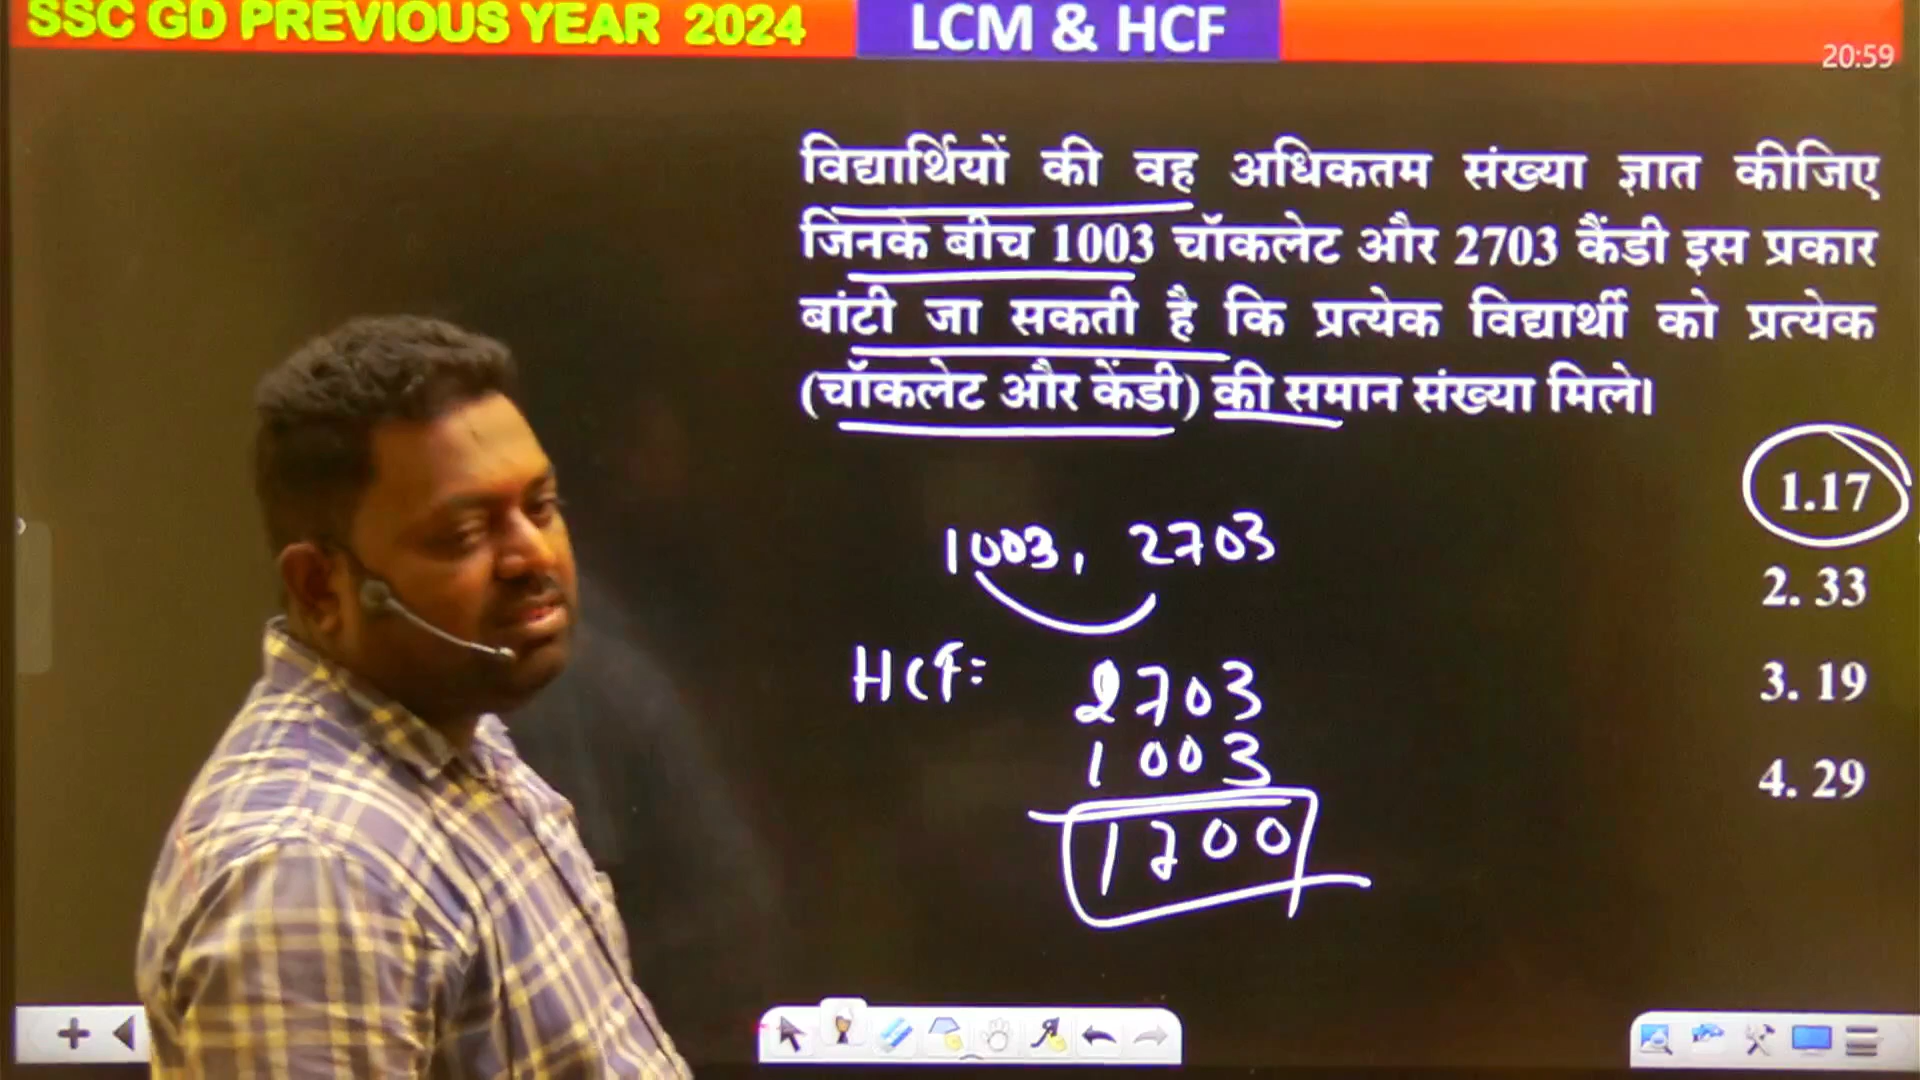 SSC GD PREVIOUS YEAR 2024
LCM & HCF
20:59
विद्यार्थियों की वह अधिकतम संख्या ज्ञात कीजिए
जिनके बीच 1003 चॉकलेट और 2703 कैंडी इस प्रकार
बांटी जा सकती है कि प्रत्येक विद्यार्थी को प्रत्येक
(चॉकलेट और केंडी) की समान संख्या मिले।
1.17
2. 33
3. 19
4. 29
1003, 2703
HCF=
2703
1003
1700